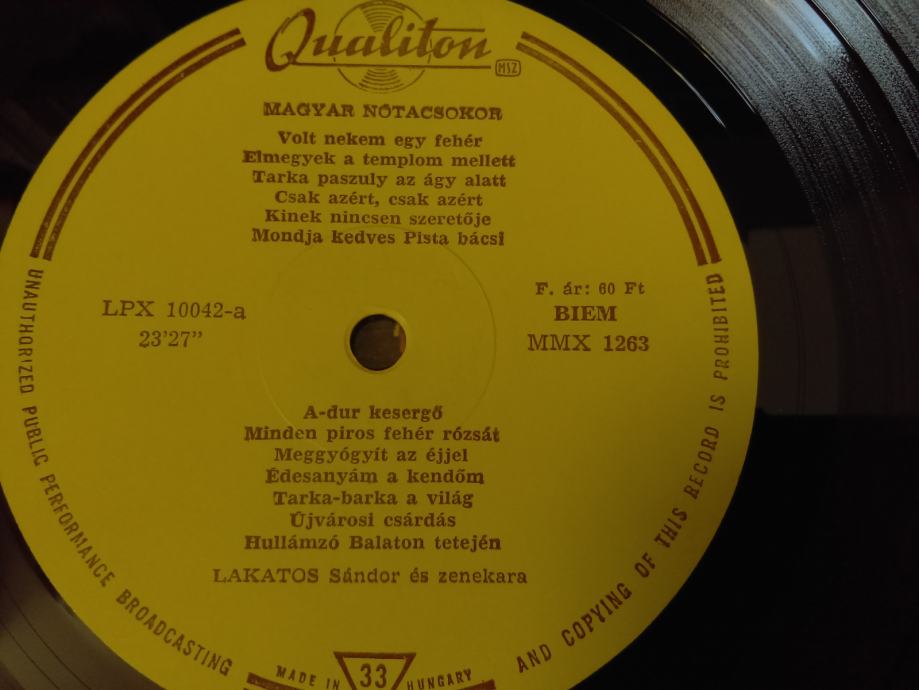 Qualiton
MSZ
MAGYAR NÓTACSOKOR
Volt nekem egy fehér
Elmegyek a templom mellett
Tarka paszuly az ágy alatt
Csak azért, csak azért
Kinek nincsen szeretője
Mondja kedves Pista bácsi
LPX 10042-a
23'27"
F. ár: 60 Ft
BIEM
MMX 1263
A-dur kesergő
Minden piros fehér rózsát
Meggyógyít az éjjel
Édesanyám a kendőm
Tarka-barka a világ
Újvárosi csárdás
Hullámzó Balaton tetején
LAKATOS Sándor és zenekara
UNAUTHORIZED PUBLIC PERFORMANCE BROADCASTING AND COPYING OF THIS RECORD IS PROHIBITED
MADE IN 33 HUNGARY